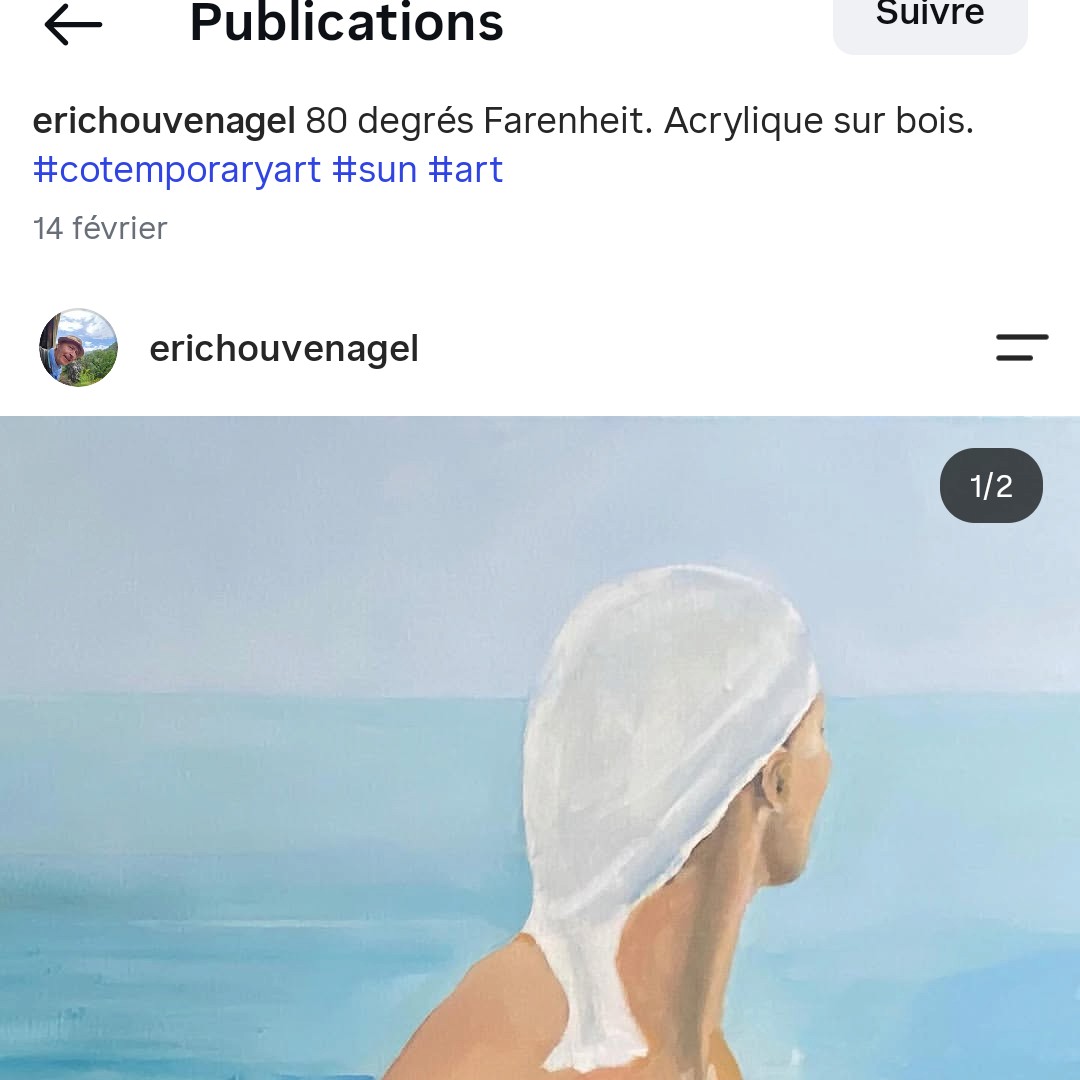 Publications
Suivre
erichouvenagel 80 degrés Farenheit. Acrylique sur bois.
#cotemporaryart #sun #art
14 février
erichouvenagel
1/2